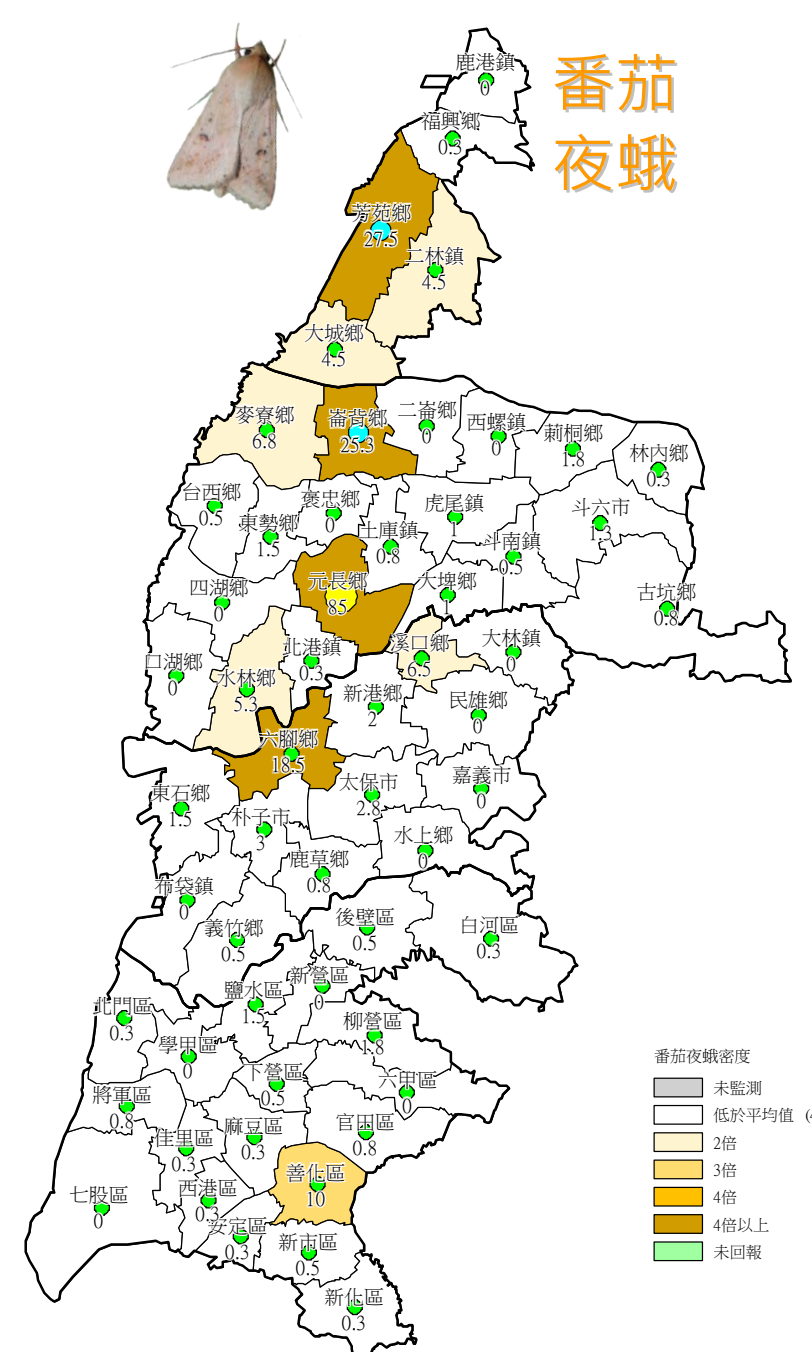 番茄
夜蛾
鹿港鎮
0
福興鄉
0.3
芳苑鄉
27.5
二林鎮
4.5
大城鄉
4.5
麥寮鄉
6.8
崙背鄉
25.3
二崙鄉
0
西螺鎮
0
莿桐鄉
1.8
林內鄉
0.3
台西鄉
0.5
東勢鄉
1.5
褒忠鄉
0
土庫鎮
0.8
虎尾鎮
1
斗南鎮
0.5
斗六市
1.3
四湖鄉
0
元長鄉
85
大埤鄉
1
古坑鄉
0.8
口湖鄉
0
水林鄉
5.3
北港鎮
0.3
溪口鄉
6.5
大林鎮
0
新港鄉
2
民雄鄉
0
六腳鄉
18.5
東石鄉
1.5
朴子市
3
太保市
2.8
嘉義市
0
水上鄉
0
鹿草鄉
0.8
布袋鎮
0
義竹鄉
0.5
後壁區
0.5
白河區
0.3
北門區
0.3
鹽水區
1.5
新營區
0
柳營區
1.8
學甲區
0
下營區
0.5
六甲區
0
將軍區
0.8
佳里區
0.3
麻豆區
0.3
官田區
0.8
七股區
0
西港區
0.3
善化區
10
安定區
0.3
新市區
0.5
新化區
0.3
番茄夜蛾密度
未監測
低於平均值 (
2倍
3倍
4倍
4倍以上
未回報